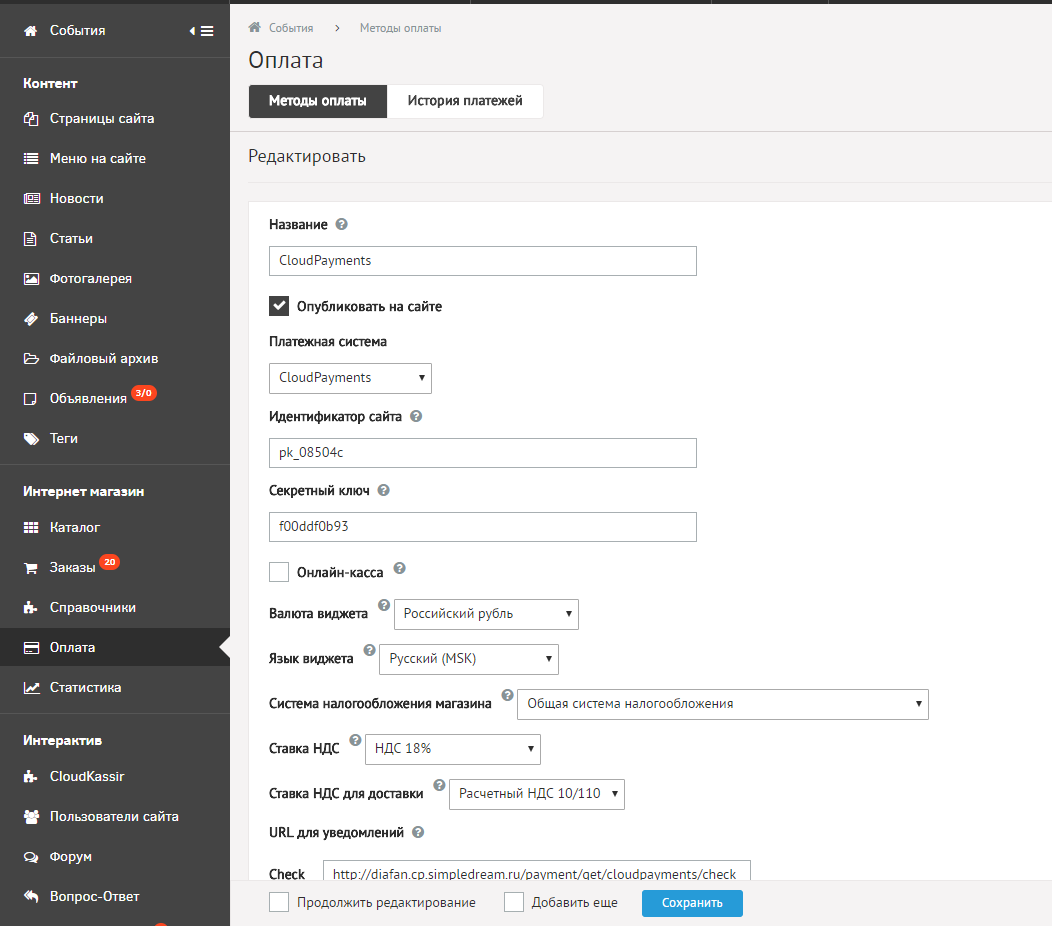 События
Контент
Страницы сайта
Меню на сайте
Новости
Статьи
Фотогалерея
Баннеры
Файловый архив
Объявления 3/0
Теги
Интернет магазин
Каталог
Заказы 20
Справочники
Оплата
Статистика
Интерактив
CloudKassir
Пользователи сайта
Форум
Вопрос-Ответ
События > Методы оплаты
Оплата
Методы оплаты История платежей
Редактировать
Название ?
CloudPayments
Опубликовать на сайте
Платежная система
CloudPayments
Идентификатор сайта ?
pk_08504c
Секретный ключ ?
f00ddf0b93
Онлайн-касса ?
Валюта виджета ? Российский рубль
Язык виджета ? Русский (MSK)
Система налогообложения магазина ? Общая система налогообложения
Ставка НДС ? НДС 18%
Ставка НДС для доставки ? Расчетный НДС 10/110
URL для уведомлений ?
Check http://diafan.cp.simpledream.ru/payment/get/cloudpayments/check
Продолжить редактирование Добавить еще Сохранить